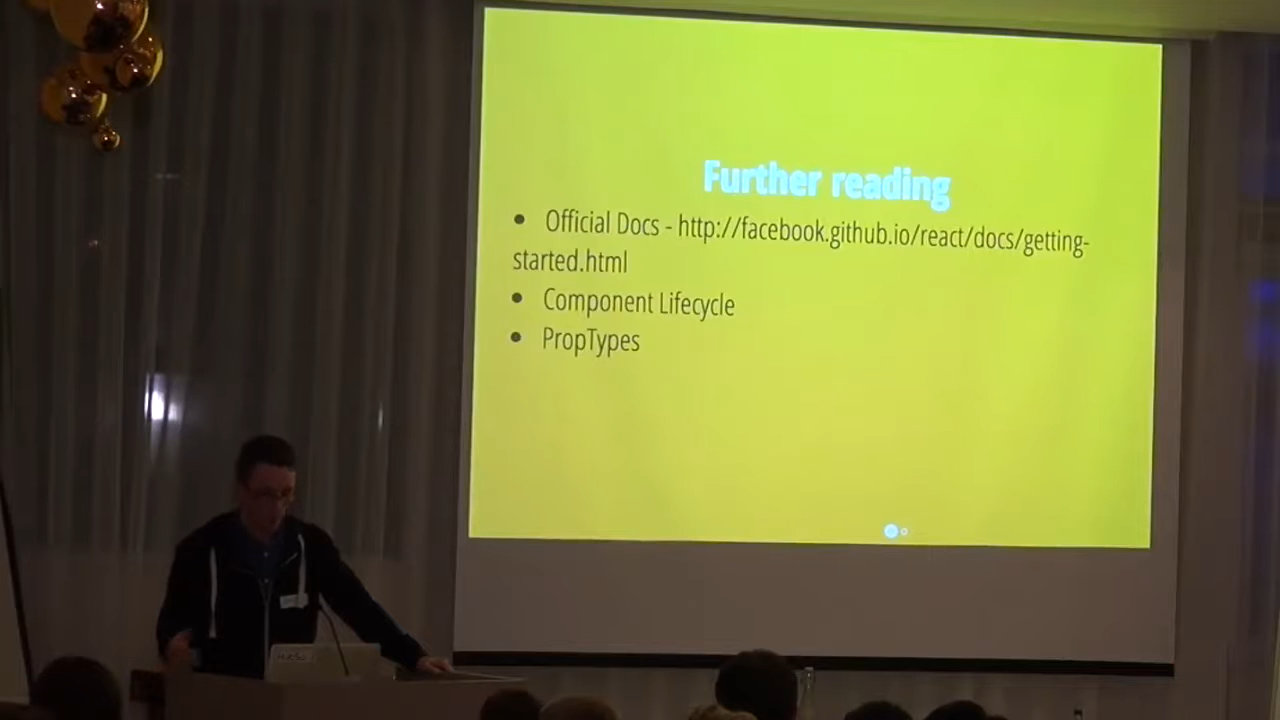 Further reading
• Official Docs - http://facebook.github.io/react/docs/getting-
started.html
• Component Lifecycle
• PropTypes